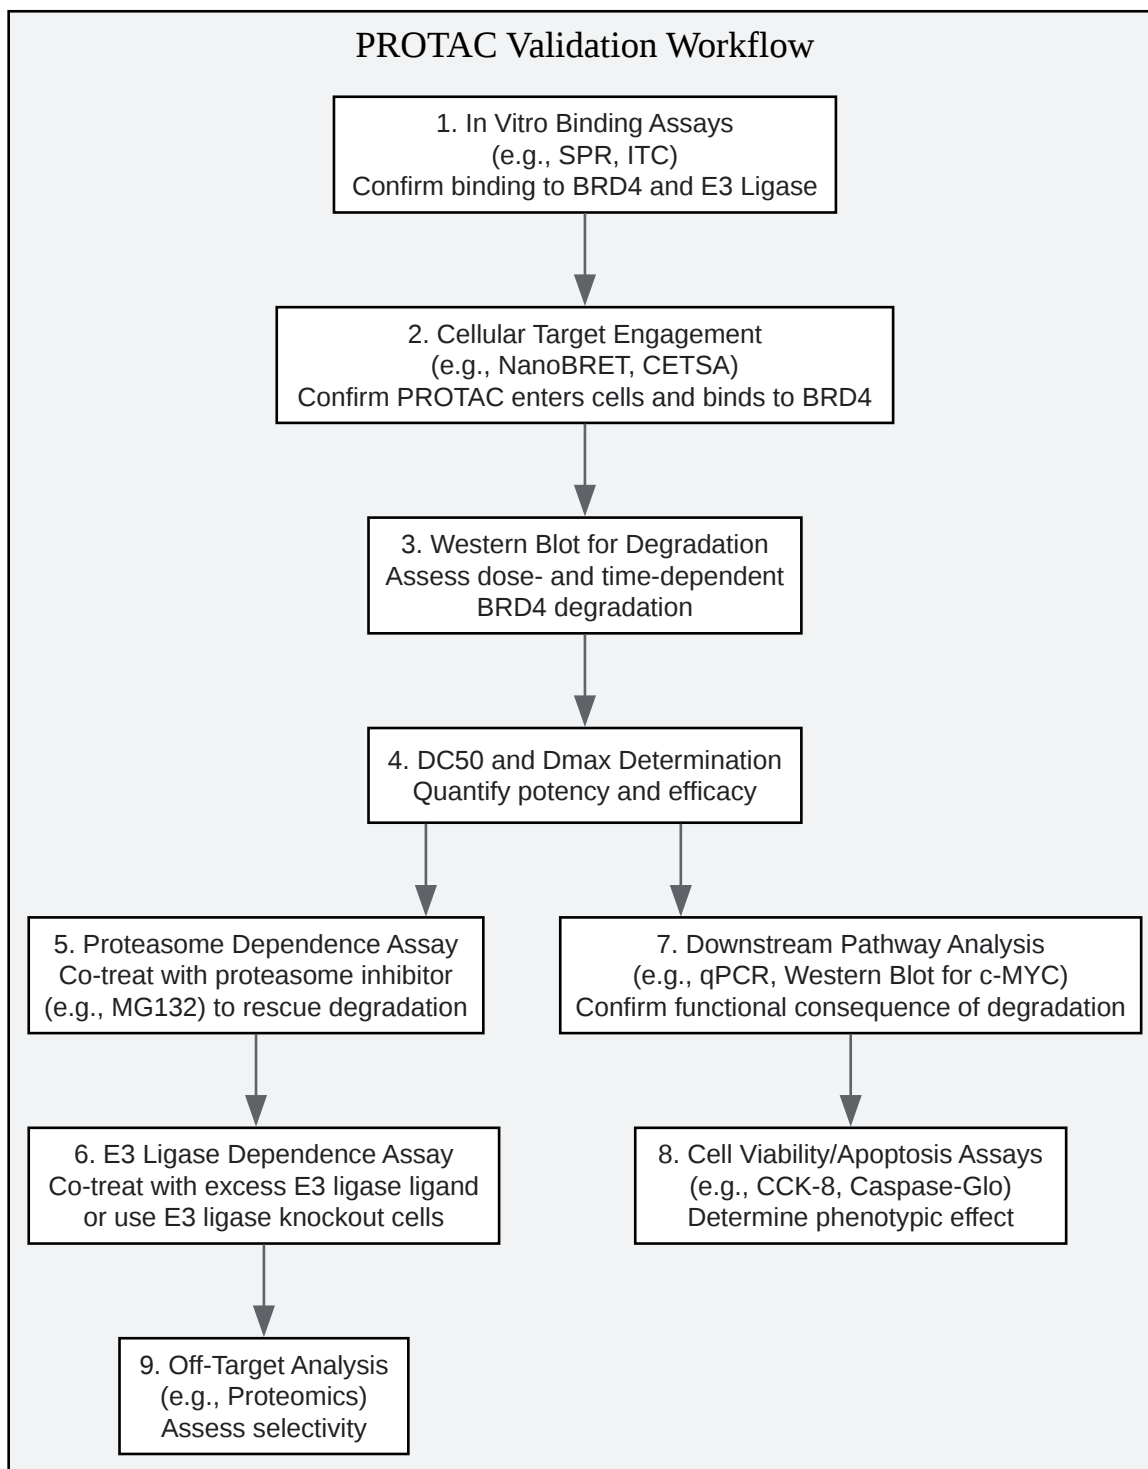 PROTAC Validation Workflow
1. In Vitro Binding Assays
(e.g., SPR, ITC)
Confirm binding to BRD4 and E3 Ligase
2. Cellular Target Engagement
(e.g., NanoBRET, CETSA)
Confirm PROTAC enters cells and binds to BRD4
3. Western Blot for Degradation
Assess dose- and time-dependent
BRD4 degradation
4. DC50 and Dmax Determination
Quantify potency and efficacy
5. Proteasome Dependence Assay
Co-treat with proteasome inhibitor
(e.g., MG132) to rescue degradation
7. Downstream Pathway Analysis
(e.g., qPCR, Western Blot for c-MYC)
Confirm functional consequence of degradation
6. E3 Ligase Dependence Assay
Co-treat with excess E3 ligase ligand
or use E3 ligase knockout cells
8. Cell Viability/Apoptosis Assays
(e.g., CCK-8, Caspase-Glo)
Determine phenotypic effect
9. Off-Target Analysis
(e.g., Proteomics)
Assess selectivity